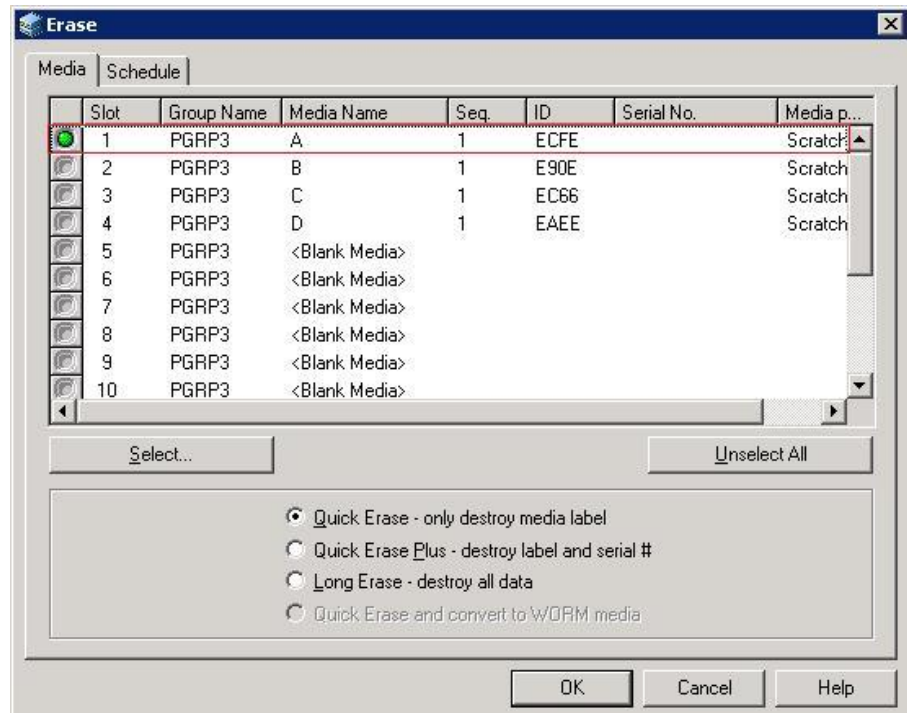 Erase
Media Schedule
Slot Group Name Media Name Seq. ID Serial No. Media p...
1 PGRP3 A 1 ECFE Scratch
2 PGRP3 B 1 E90E Scratch
3 PGRP3 C 1 EC66 Scratch
4 PGRP3 D 1 EAEE Scratch
5 PGRP3 <Blank Media>
6 PGRP3 <Blank Media>
7 PGRP3 <Blank Media>
8 PGRP3 <Blank Media>
9 PGRP3 <Blank Media>
10 PGRP3 <Blank Media>
Select... Unselect All
Quick Erase - only destroy media label
Quick Erase Plus - destroy label and serial #
Long Erase - destroy all data
Quick Erase and convert to WORM media
OK Cancel Help